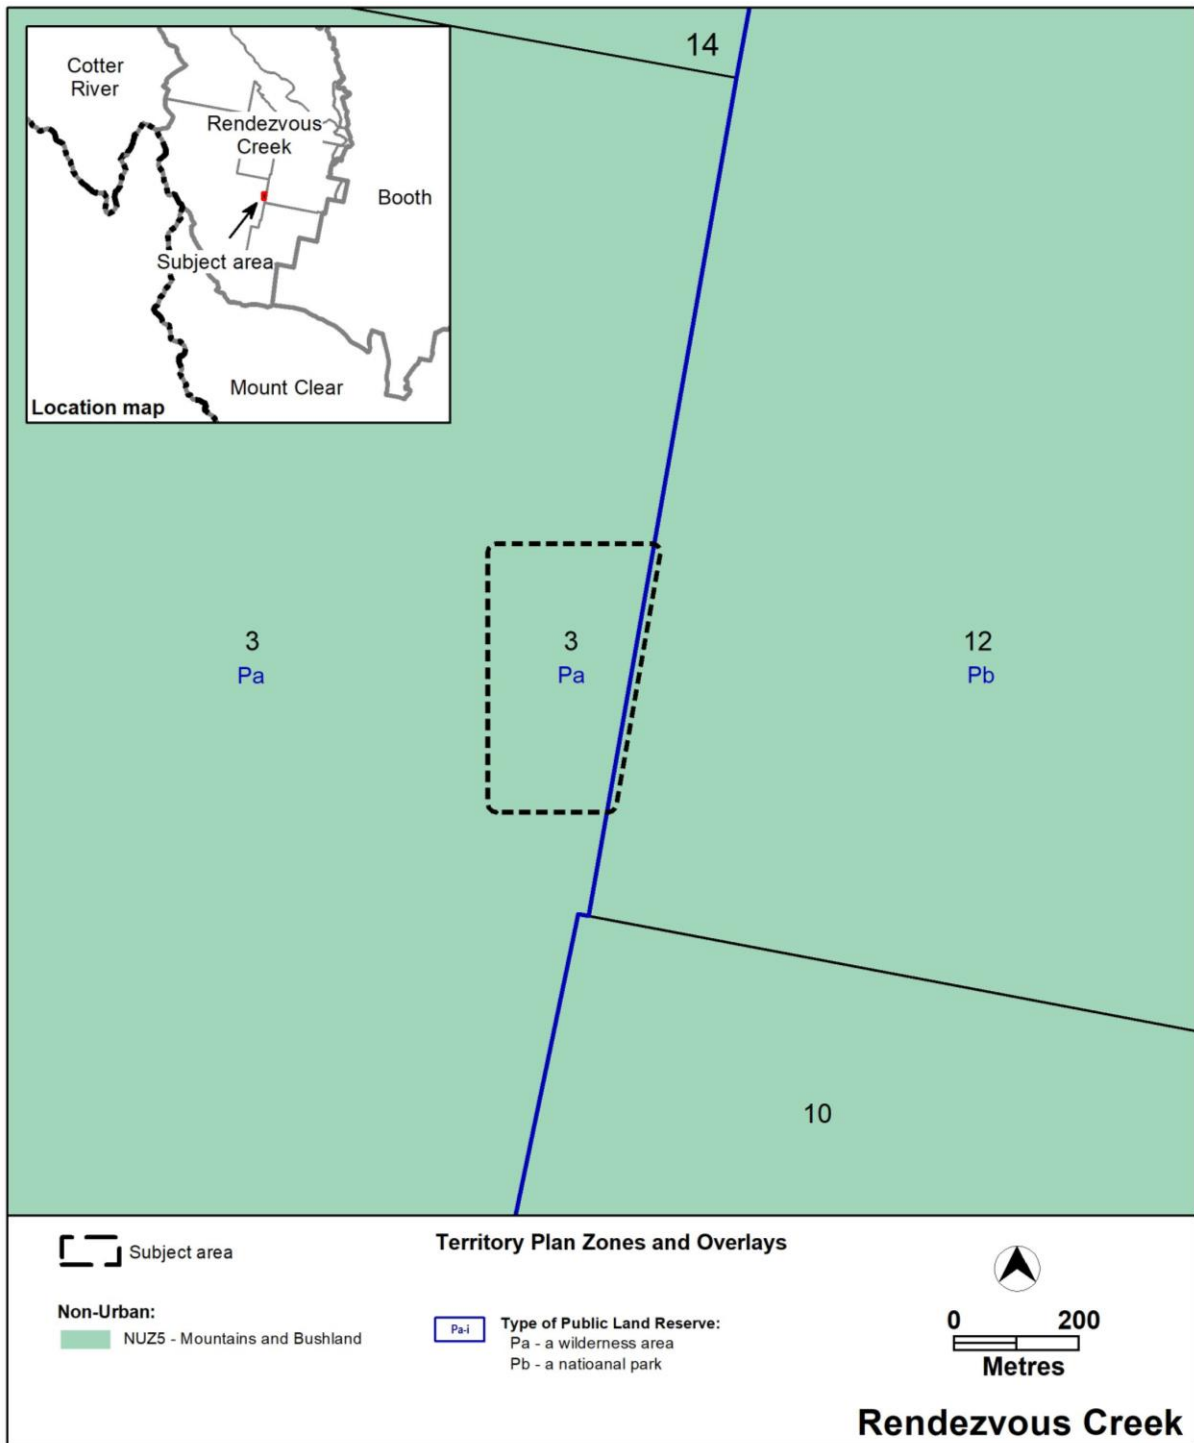 14
Cotter
River
Rendezvous
Creek
Booth
Subject area
Mount Clear
Location map
3
Pa
3
Pa
12
Pb
10
Subject area
Territory Plan Zones and Overlays
Non-Urban:
NUZ5 - Mountains and Bushland
Pa-i
Type of Public Land Reserve:
Pa - a wilderness area
Pb - a natioanal park
0 200
Metres
Rendezvous Creek